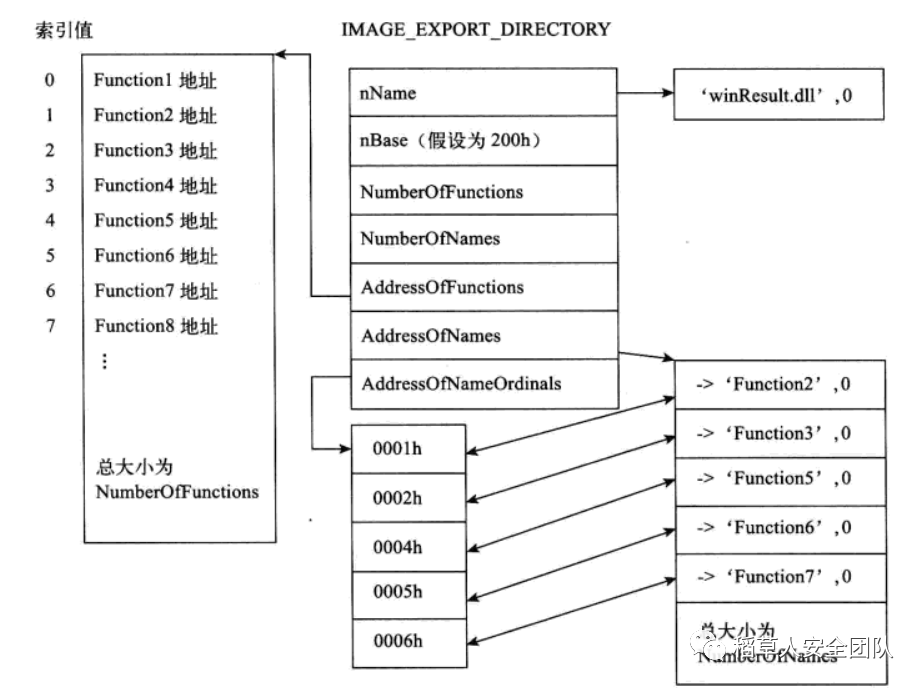 索引值
IMAGE_EXPORT_DIRECTORY
0
Function1 地址
1
Function2 地址
2
Function3 地址
3
Function4 地址
4
Function5 地址
5
Function6 地址
6
Function7 地址
7
Function8 地址
⋮
总大小为
NumberOfFunctions
nName
nBase（假设为 200h）
NumberOfFunctions
NumberOfNames
AddressOfFunctions
AddressOfNames
AddressOfNameOrdinals
‘winResult.dll’,0
0001h
0002h
0004h
0005h
0006h
-> ‘Function2’,0
-> ‘Function3’,0
-> ‘Function5’,0
-> ‘Function6’,0
-> ‘Function7’,0
总大小为
NumberOfNames
稻草人安全团队